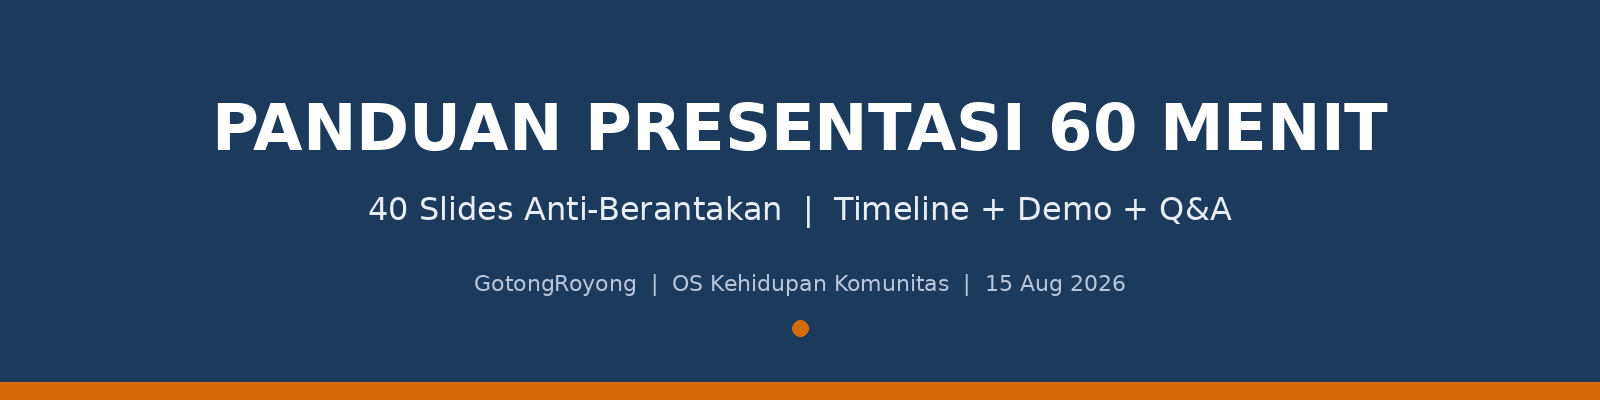 PANDUAN PRESENTASI 60 MENIT
40 Slides Anti-Berantakan | Timeline + Demo + Q&A
GotongRoyong | OS Kehidupan Komunitas | 15 Aug 2026